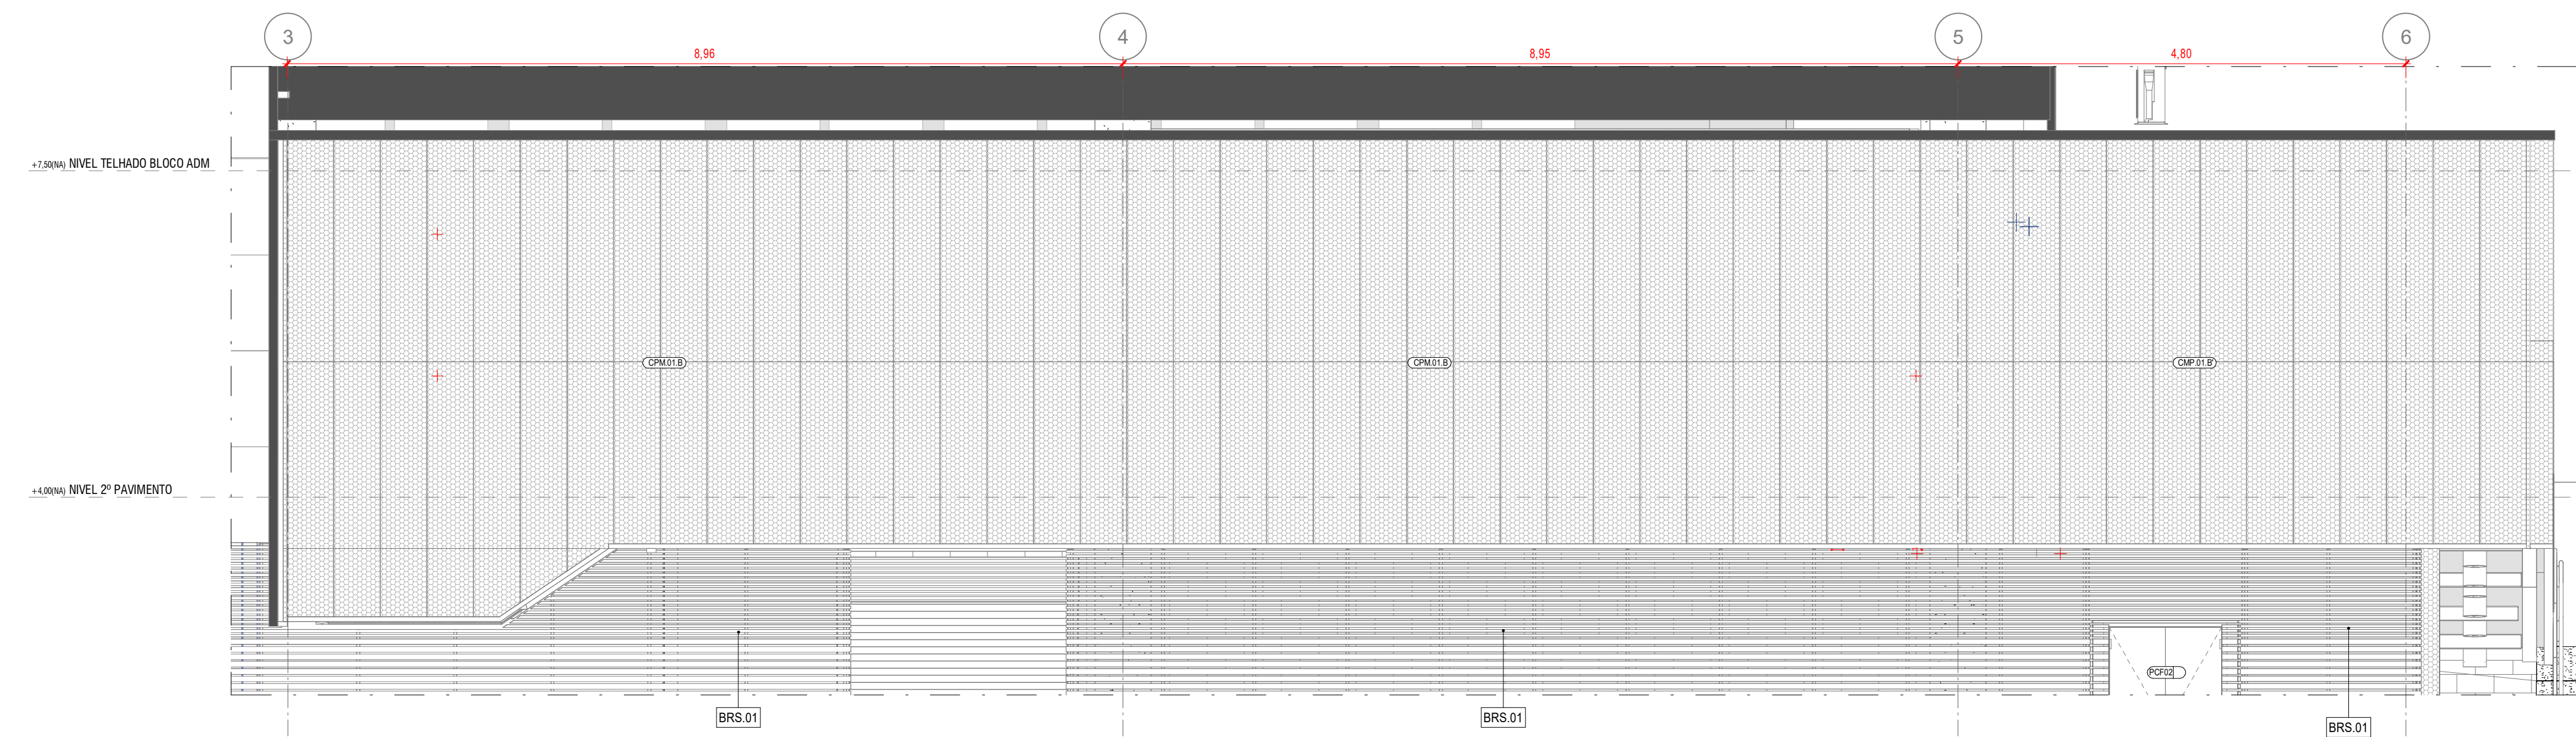 3 4 5 6
8,96 8,95 4,80
+7,50(NA) NIVEL TELHADO BLOCO ADM
CPM.01.B CPM.01.B CMP.01.B'
+4,00(NA) NIVEL 2º PAVIMENTO
PCF02
BRS.01 BRS.01 BRS.01